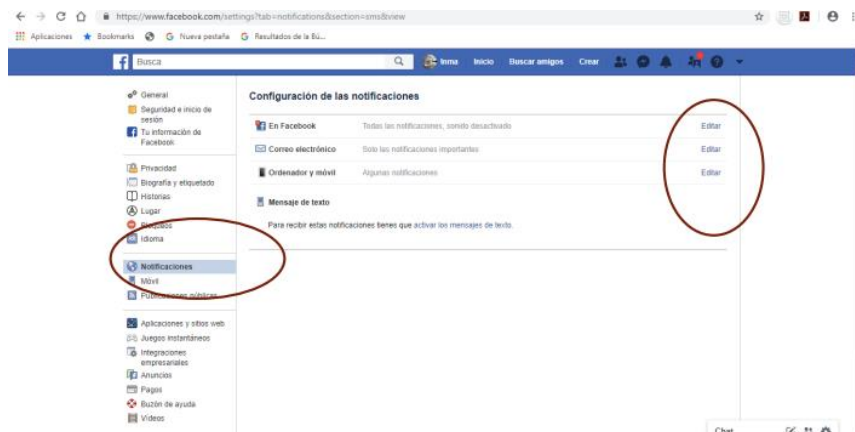 https://www.facebook.com/settings?tab=notifications&section=sms&view
Aplicaciones Bookmarks Nueva pestaña Resultados de la Bú...
Busca Inma Inicio Buscar amigos Crear
General
Seguridad e inicio de
sesión
Tu información de
Facebook
Privacidad
Biografía y etiquetado
Historias
Lugar
Bloqueos
Idioma
Notificaciones
Móvil
Publicaciones públicas
Aplicaciones y sitios web
Juegos instantáneos
Integraciones
empresariales
Anuncios
Pagos
Buzón de ayuda
Vídeos
Configuración de las notificaciones
En Facebook Todas las notificaciones, sonido desactivado Editar
Correo electrónico Solo las notificaciones importantes Editar
Ordenador y móvil Algunas notificaciones Editar
Mensaje de texto
Para recibir estas notificaciones tienes que activar los mensajes de texto.
Chat